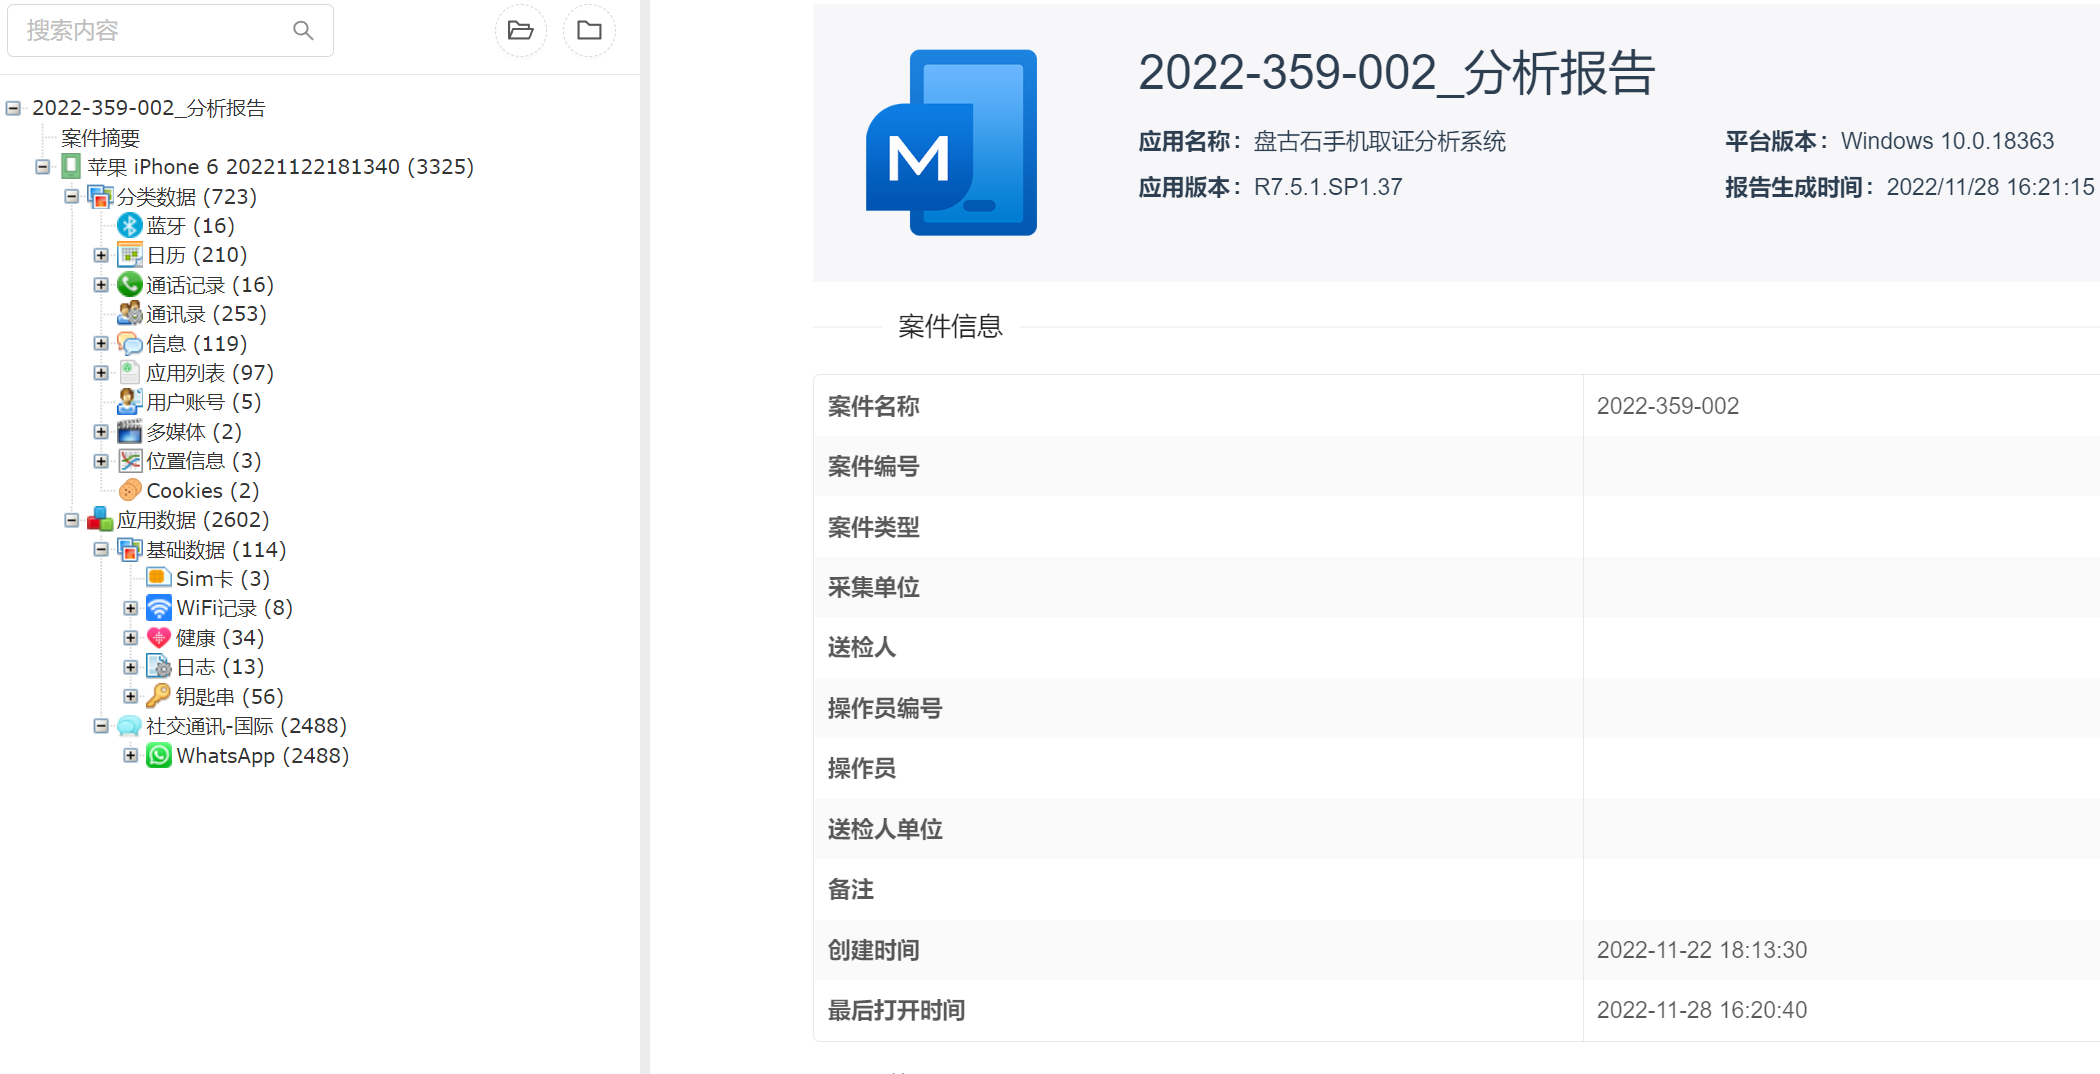 搜索内容
2022-359-002_分析报告
案件摘要
苹果 iPhone 6 20221122181340 (3325)
分类数据 (723)
蓝牙 (16)
日历 (210)
通话记录 (16)
通讯录 (253)
信息 (119)
应用列表 (97)
用户账号 (5)
多媒体 (2)
位置信息 (3)
Cookies (2)
应用数据 (2602)
基础数据 (114)
Sim卡 (3)
WiFi记录 (8)
健康 (34)
日志 (13)
钥匙串 (56)
社交通讯-国际 (2488)
WhatsApp (2488)
M
2022-359-002_分析报告
应用名称： 盘古石手机取证分析系统 平台版本： Windows 10.0.18363
应用版本： R7.5.1.SP1.37 报告生成时间： 2022/11/28 16:21:15
案件信息
案件名称 2022-359-002
案件编号
案件类型
采集单位
送检人
操作员编号
操作员
送检人单位
备注
创建时间 2022-11-22 18:13:30
最后打开时间 2022-11-28 16:20:40